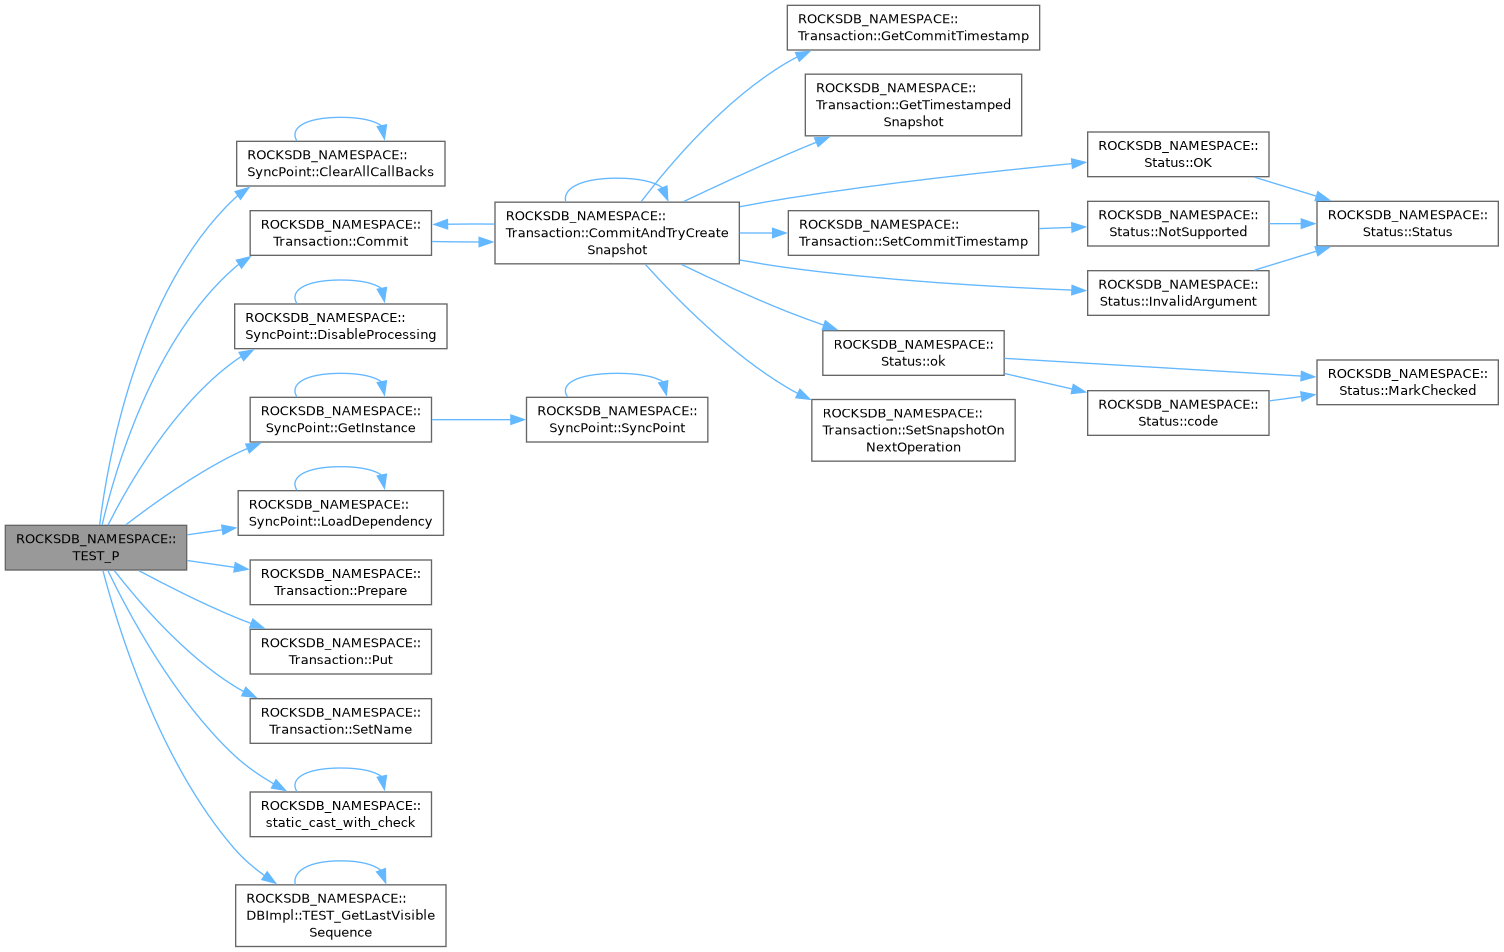 ROCKSDB_NAMESPACE::
TEST_P
ROCKSDB_NAMESPACE::
SyncPoint::ClearAllCallBacks
ROCKSDB_NAMESPACE::
Transaction::Commit
ROCKSDB_NAMESPACE::
SyncPoint::DisableProcessing
ROCKSDB_NAMESPACE::
SyncPoint::GetInstance
ROCKSDB_NAMESPACE::
SyncPoint::LoadDependency
ROCKSDB_NAMESPACE::
Transaction::Prepare
ROCKSDB_NAMESPACE::
Transaction::Put
ROCKSDB_NAMESPACE::
Transaction::SetName
ROCKSDB_NAMESPACE::
static_cast_with_check
ROCKSDB_NAMESPACE::
DBImpl::TEST_GetLastVisible
Sequence
ROCKSDB_NAMESPACE::
Transaction::CommitAndTryCreate
Snapshot
ROCKSDB_NAMESPACE::
SyncPoint::SyncPoint
ROCKSDB_NAMESPACE::
Transaction::GetCommitTimestamp
ROCKSDB_NAMESPACE::
Transaction::GetTimestamped
Snapshot
ROCKSDB_NAMESPACE::
Transaction::SetCommitTimestamp
ROCKSDB_NAMESPACE::
Status::ok
ROCKSDB_NAMESPACE::
Transaction::SetSnapshotOn
NextOperation
ROCKSDB_NAMESPACE::
Status::OK
ROCKSDB_NAMESPACE::
Status::NotSupported
ROCKSDB_NAMESPACE::
Status::InvalidArgument
ROCKSDB_NAMESPACE::
Status::code
ROCKSDB_NAMESPACE::
Status::Status
ROCKSDB_NAMESPACE::
Status::MarkChecked